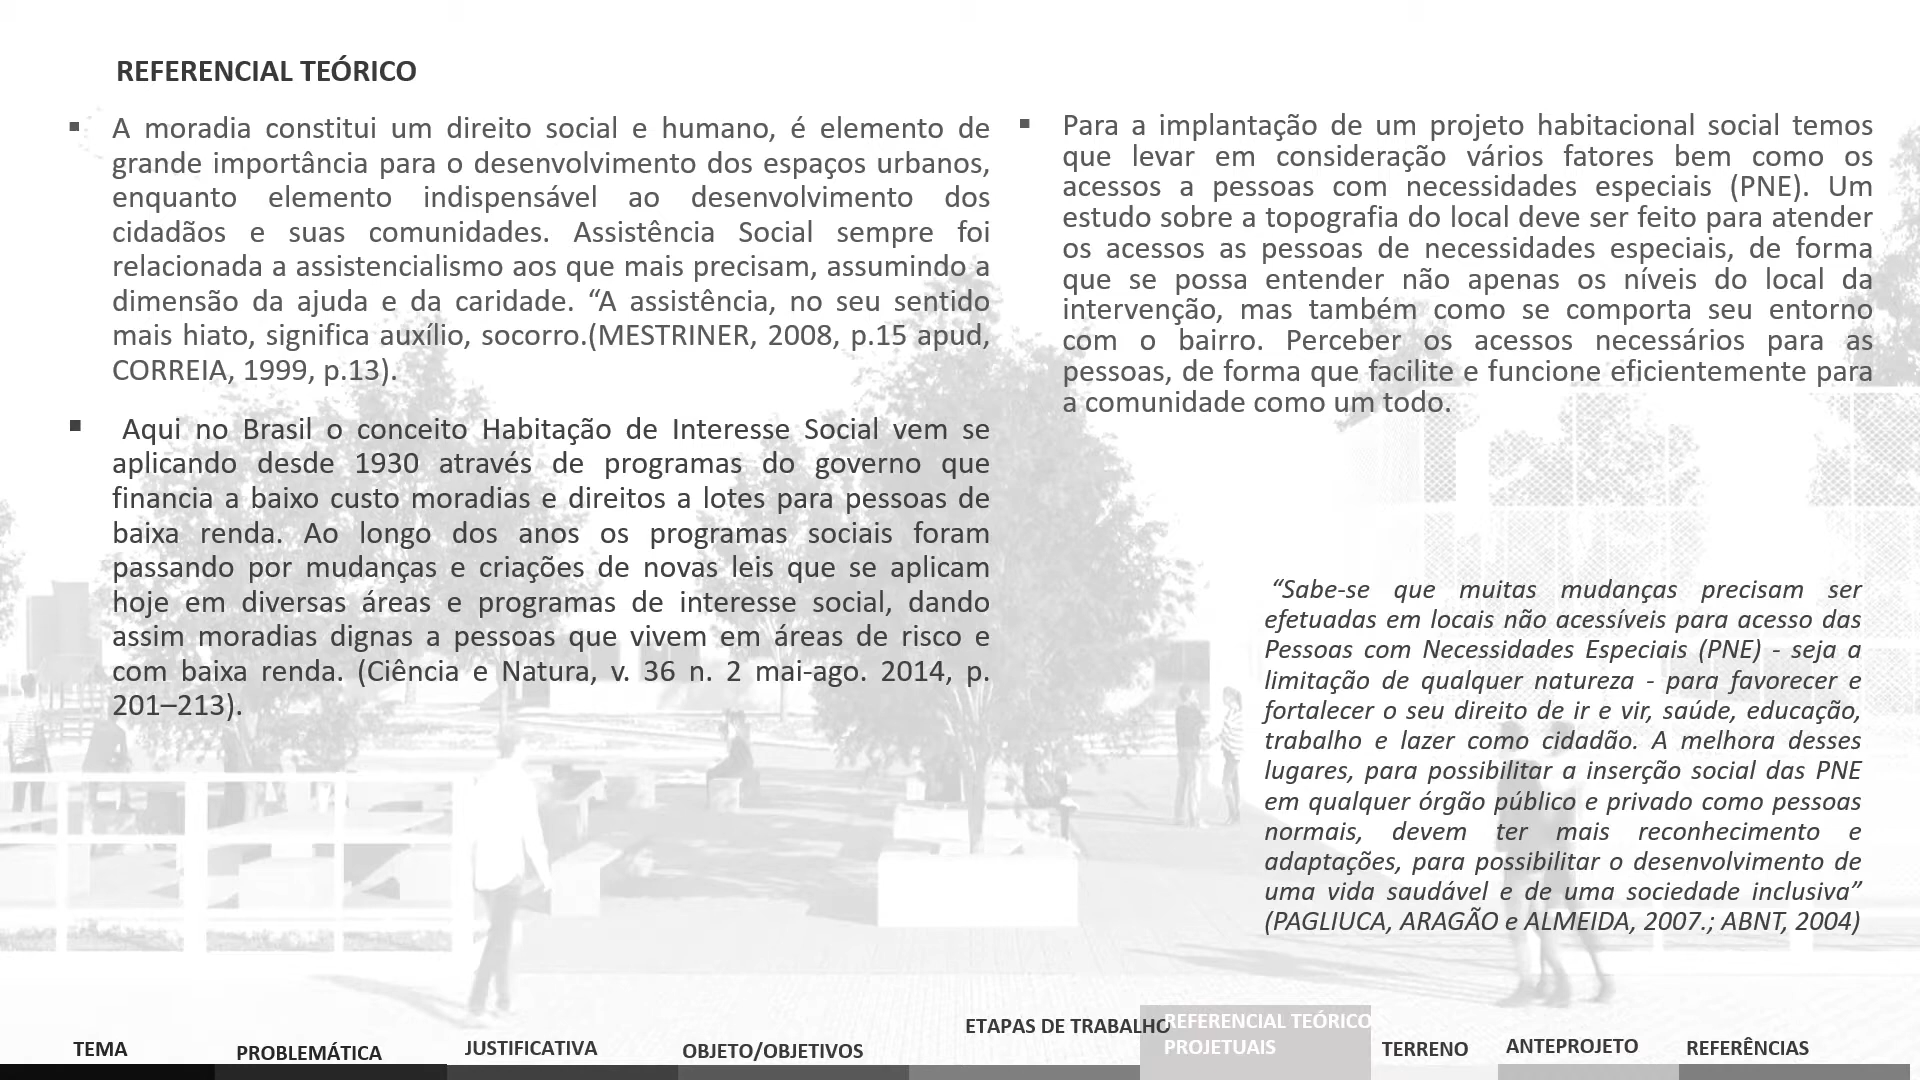 REFERENCIAL TEÓRICO
▪ A moradia constitui um direito social e humano, é elemento de
grande importância para o desenvolvimento dos espaços urbanos,
enquanto elemento indispensável ao desenvolvimento dos
cidadãos e suas comunidades. Assistência Social sempre foi
relacionada a assistencialismo aos que mais precisam, assumindo a
dimensão da ajuda e da caridade. “A assistência, no seu sentido
mais hiato, significa auxílio, socorro.(MESTRINER, 2008, p.15 apud,
CORREIA, 1999, p.13).
▪ Aqui no Brasil o conceito Habitação de Interesse Social vem se
aplicando desde 1930 através de programas do governo que
financia a baixo custo moradias e direitos a lotes para pessoas de
baixa renda. Ao longo dos anos os programas sociais foram
passando por mudanças e criações de novas leis que se aplicam
hoje em diversas áreas e programas de interesse social, dando
assim moradias dignas a pessoas que vivem em áreas de risco e
com baixa renda. (Ciência e Natura, v. 36 n. 2 mai-ago. 2014, p.
201–213).
▪ Para a implantação de um projeto habitacional social temos
que levar em consideração vários fatores bem como os
acessos a pessoas com necessidades especiais (PNE). Um
estudo sobre a topografia do local deve ser feito para atender
os acessos as pessoas de necessidades especiais, de forma
que se possa entender não apenas os níveis do local da
intervenção, mas também como se comporta seu entorno
com o bairro. Perceber os acessos necessários para as
pessoas, de forma que facilite e funcione eficientemente para
a comunidade como um todo.
“Sabe-se que muitas mudanças precisam ser
efetuadas em locais não acessíveis para acesso das
Pessoas com Necessidades Especiais (PNE) - seja a
limitação de qualquer natureza - para favorecer e
fortalecer o seu direito de ir e vir, saúde, educação,
trabalho e lazer como cidadão. A melhora desses
lugares, para possibilitar a inserção social das PNE
em qualquer órgão público e privado como pessoas
normais, devem ter mais reconhecimento e
adaptações, para possibilitar o desenvolvimento de
uma vida saudável e de uma sociedade inclusiva”
(PAGLIUCA, ARAGÃO e ALMEIDA, 2007.; ABNT, 2004)
TEMA
PROBLEMÁTICA
JUSTIFICATIVA
OBJETO/OBJETIVOS
ETAPAS DE TRABALHO
REFERENCIAL TEÓRICO
PROJETUAIS
TERRENO
ANTEPROJETO
REFERÊNCIAS